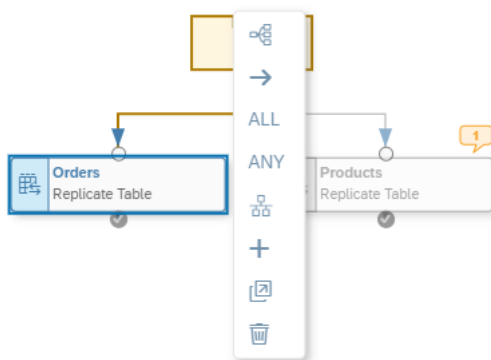 ALL
ANY
1
Orders
Replicate Table
Products
Replicate Table